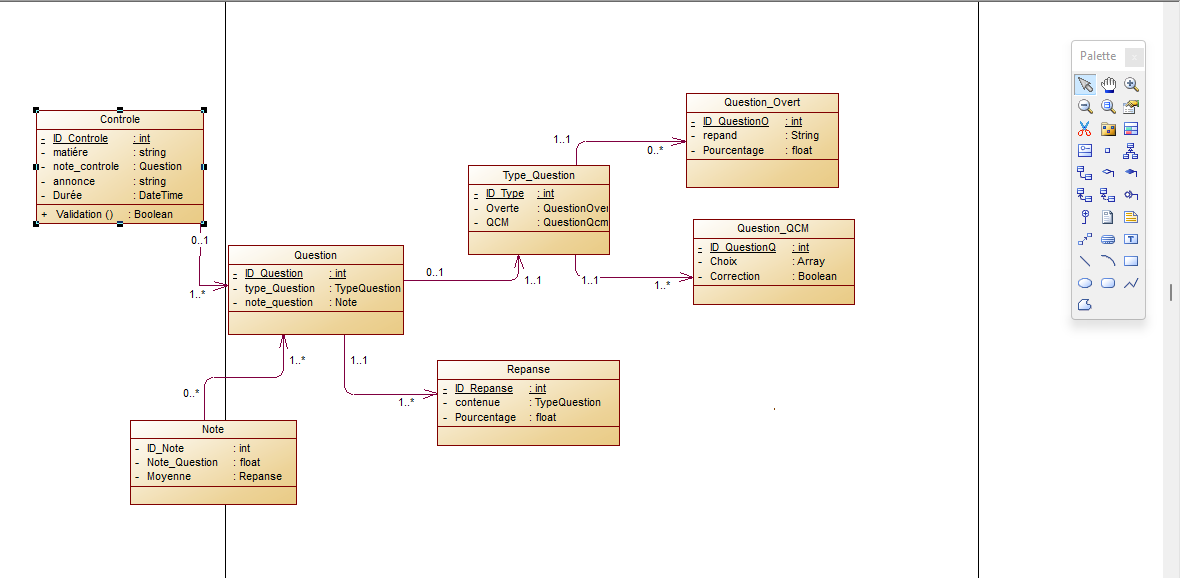 Palette
Controle
- ID_Controle : int
- matiére : string
- note_controle : Question
- annonce : string
- Durée : DateTime
+ Validation () : Boolean
0..1
1..*
Question
- ID_Question : int
- type_Question : TypeQuestion
- note_question : Note
0..1
1..1
Type_Question
- ID_Type : int
- Overte : QuestionOver
- QCM : QuestionQcm
1..1
0..*
Question_Overt
- ID_QuestionO : int
- repand : String
- Pourcentage : float
1..1
1..*
Question_QCM
- ID_QuestionQ : int
- Choix : Array
- Correction : Boolean
1..*
0..*
1..1
1..*
Repanse
- ID_Repanse : int
- contenue : TypeQuestion
- Pourcentage : float
Note
- ID_Note : int
- Note_Question : float
- Moyenne : Repanse